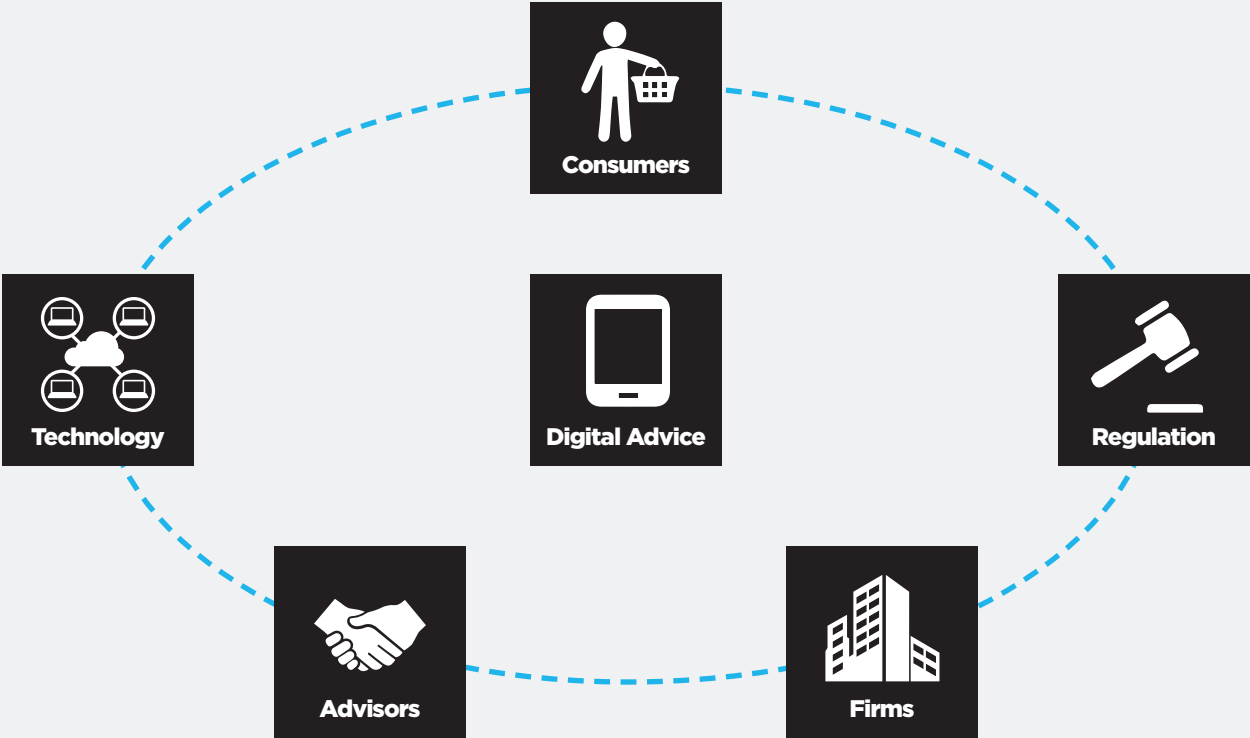 Consumers
Technology
Digital Advice
Regulation
Advisors
Firms